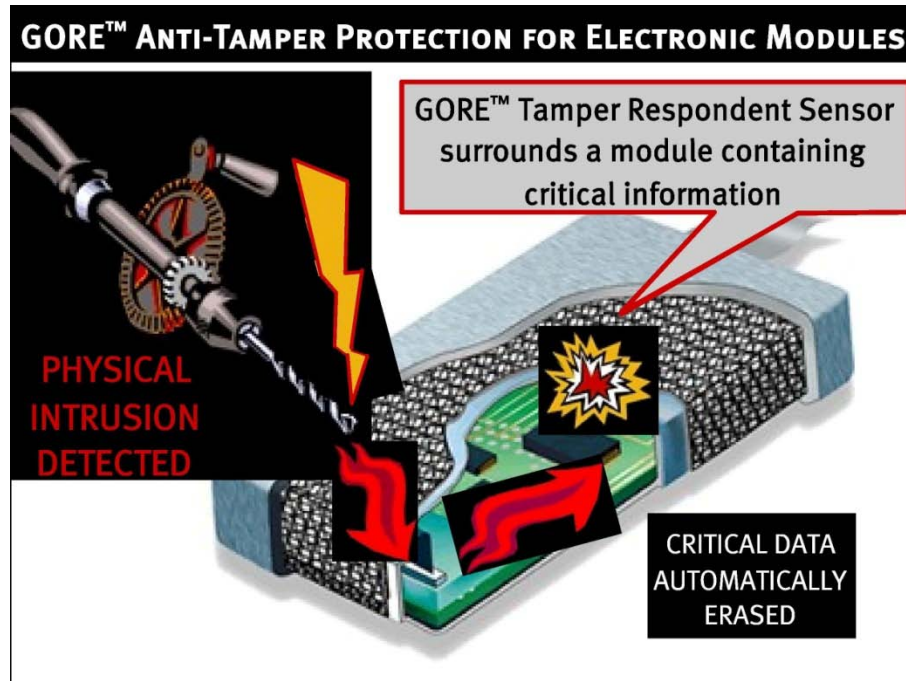 GORE™ ANTI-TAMPER PROTECTION FOR ELECTRONIC MODULES
GORE™ Tamper Respondent Sensor
surrounds a module containing
critical information
PHYSICAL
INTRUSION
DETECTED
CRITICAL DATA
AUTOMATICALLY
ERASED